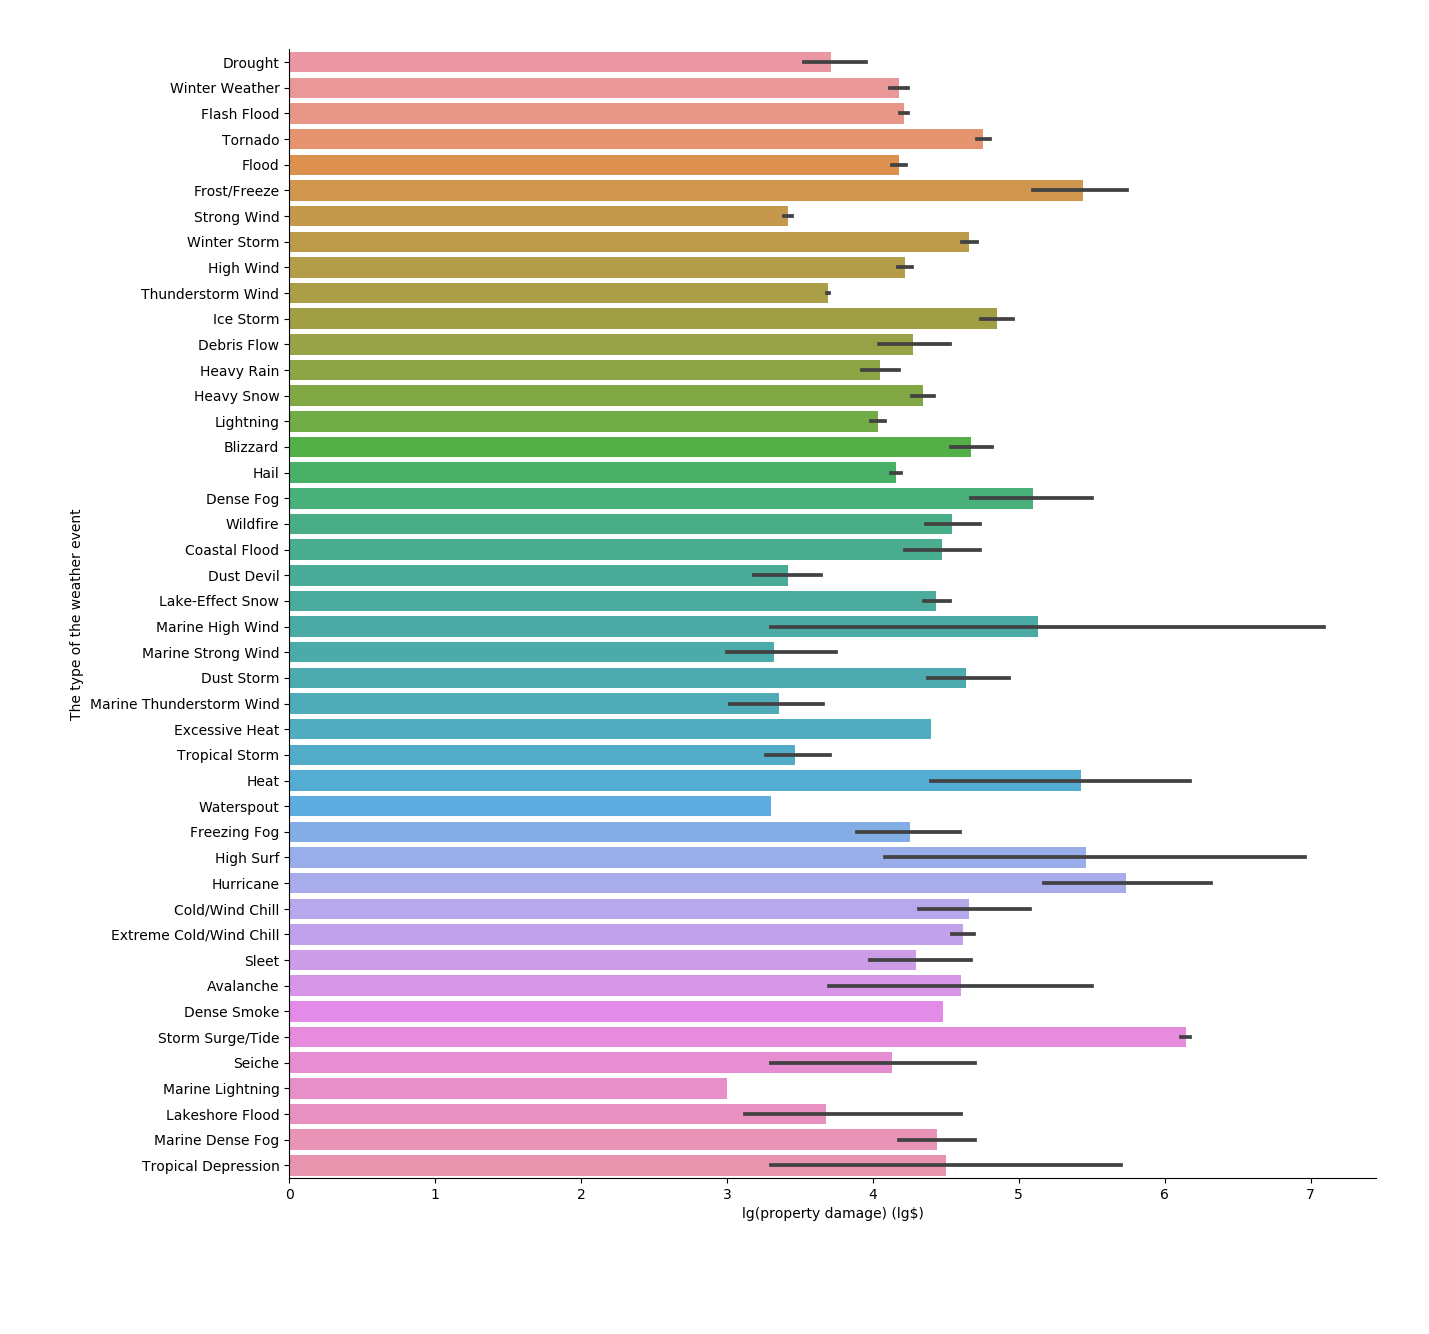 Drought
Winter Weather
Flash Flood
Tornado
Flood
Frost/Freeze
Strong Wind
Winter Storm
High Wind
Thunderstorm Wind
Ice Storm
Debris Flow
Heavy Rain
Heavy Snow
Lightning
Blizzard
Hail
Dense Fog
Wildfire
Coastal Flood
Dust Devil
Lake-Effect Snow
Marine High Wind
Marine Strong Wind
Dust Storm
Marine Thunderstorm Wind
Excessive Heat
Tropical Storm
Heat
Waterspout
Freezing Fog
High Surf
Hurricane
Cold/Wind Chill
Extreme Cold/Wind Chill
Sleet
Avalanche
Dense Smoke
Storm Surge/Tide
Seiche
Marine Lightning
Lakeshore Flood
Marine Dense Fog
Tropical Depression
The type of the weather event
0 1 2 3 4 5 6 7
lg(property damage) (lg$)